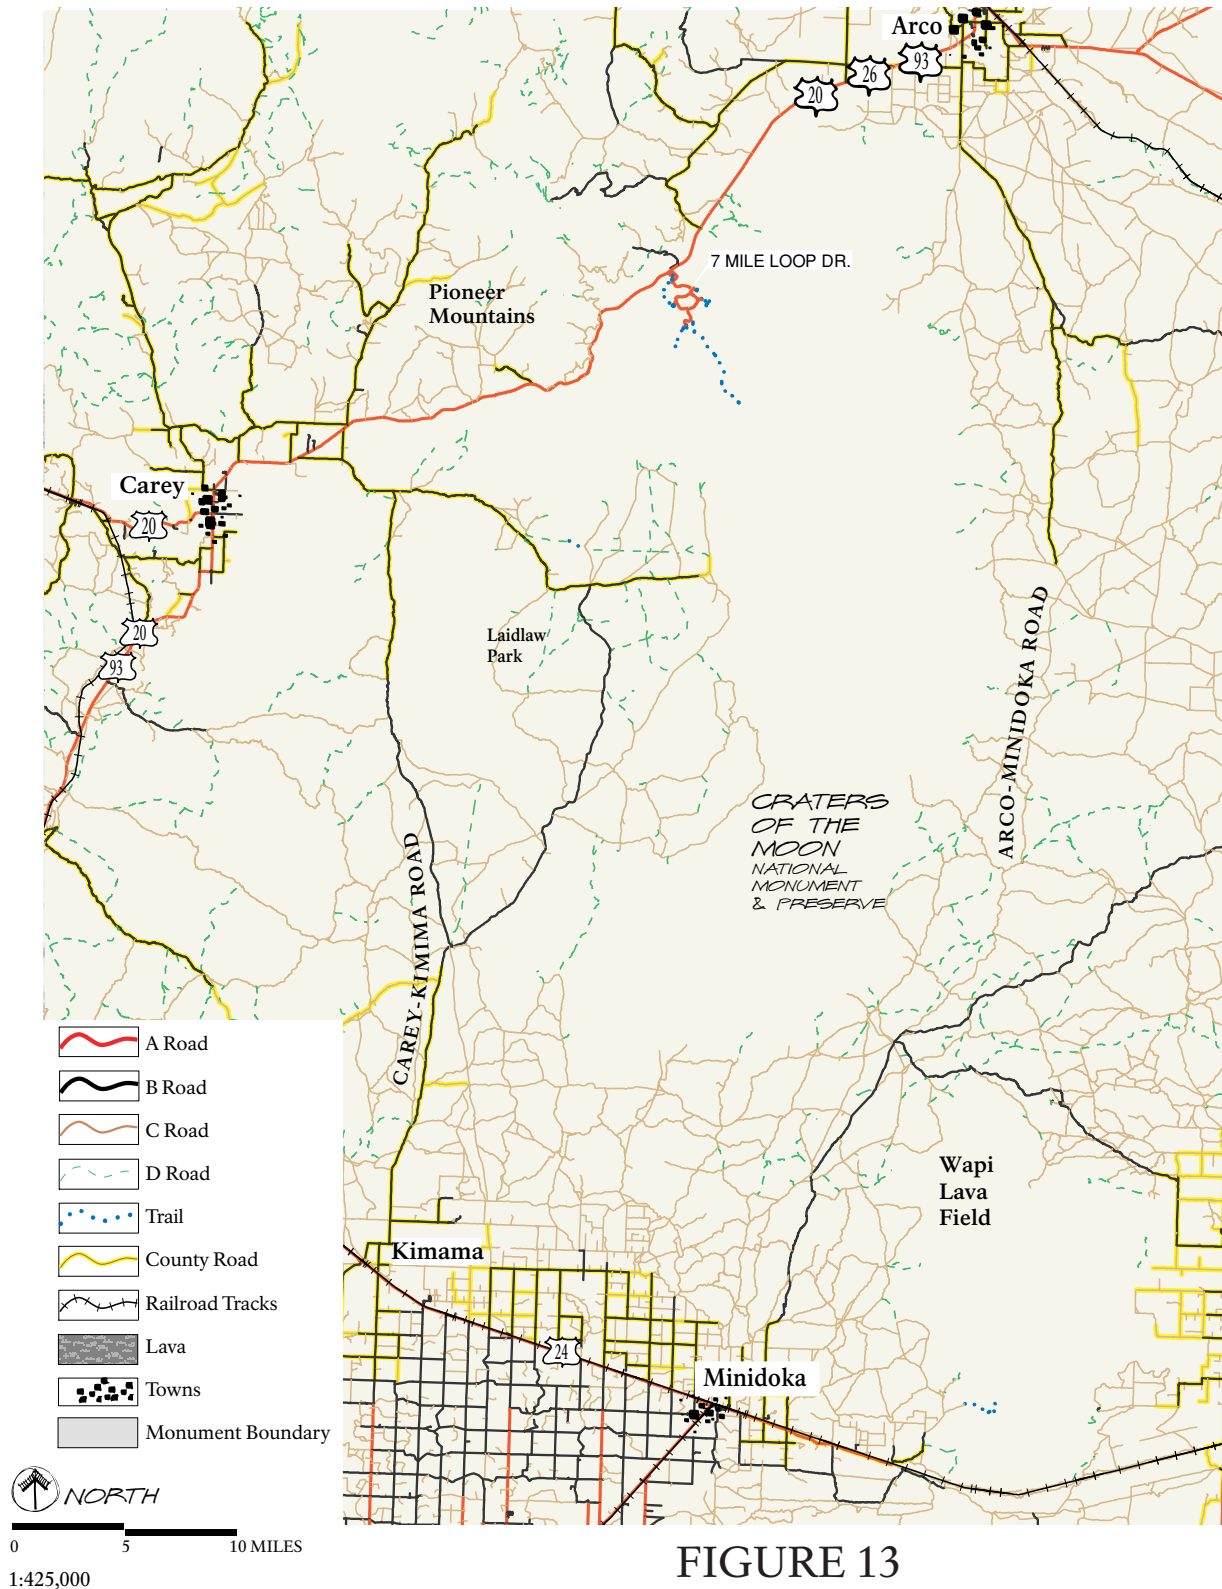 Arco
93
26
20
7 MILE LOOP DR.
Pioneer
Mountains
Carey
20
20
93
Laidlaw
Park
ARCO-MINIDOKA ROAD
CRATERS
OF THE
MOON
NATIONAL
MONUMENT
& PRESERVE
CAREY-KIMIMA ROAD
Wapi
Lava
Field
Kimama
24
Minidoka
A Road
B Road
C Road
D Road
Trail
County Road
Railroad Tracks
Lava
Towns
Monument Boundary
NORTH
0 5 10 MILES
1:425,000
FIGURE 13